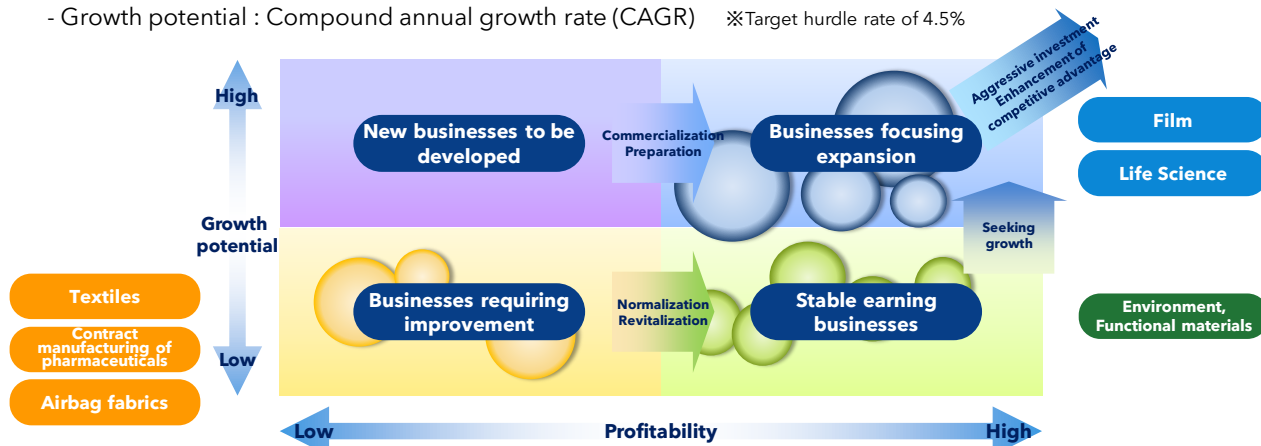 - Growth potential : Compound annual growth rate (CAGR) ※Target hurdle rate of 4.5%
Aggressive investment
Enhancement of
competitive advantage
High
New businesses to be
developed
Commercialization
Preparation
Businesses focusing
expansion
Film
Life Science
Growth
potential
Seeking
growth
Textiles
Contract
manufacturing of
pharmaceuticals
Airbag fabrics
Low
Businesses requiring
improvement
Normalization
Revitalization
Stable earning
businesses
Environment,
Functional materials
Low
Profitability
High